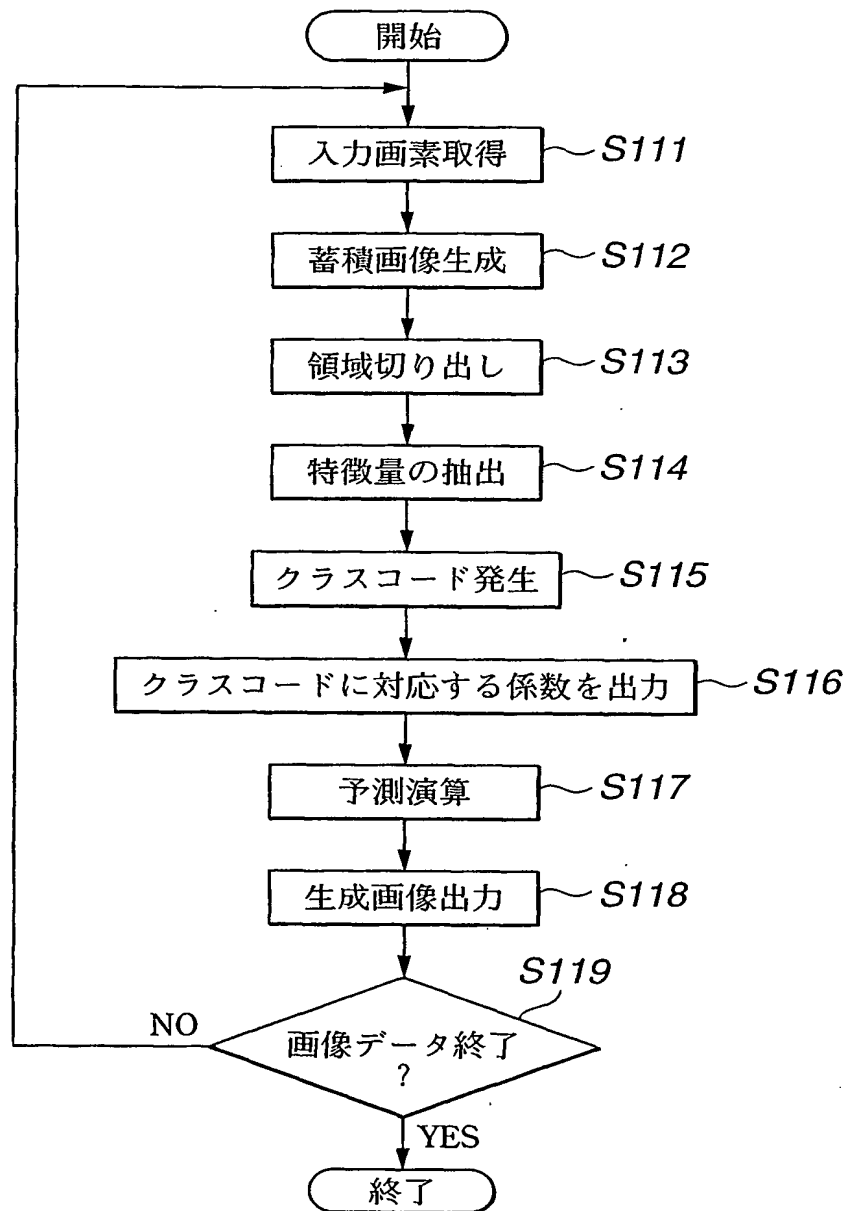 開始
入力画素取得 S111
蓄積画像生成 S112
領域切り出し S113
特徴量の抽出 S114
クラスコード発生 S115
クラスコードに対応する係数を出力 S116
予測演算 S117
生成画像出力 S118
S119
NO
画像データ終了
?
YES
終了